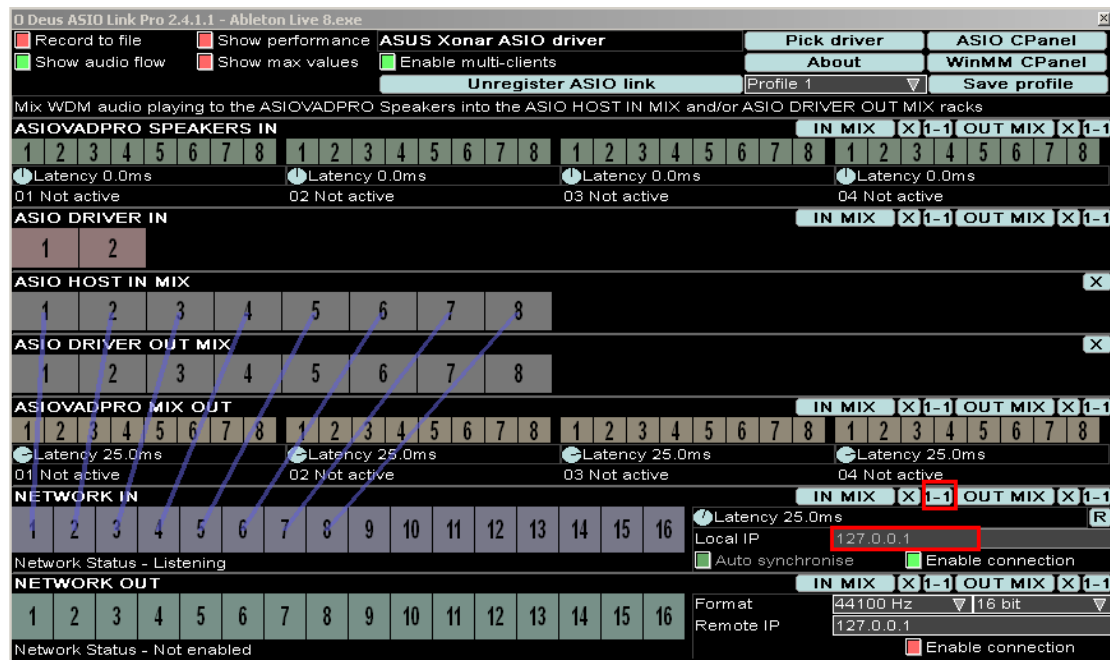 O Deus ASIO Link Pro 2.4.1.1 - Ableton Live 8.exe
Record to file Show performance ASUS Xonar ASIO driver Pick driver ASIO CPanel
Show audio flow Show max values Enable multi-clients About WinMM CPanel
Unregister ASIO link Profile 1 Save profile
Mix WDM audio playing to the ASIOVADPRO Speakers into the ASIO HOST IN MIX and/or ASIO DRIVER OUT MIX racks
ASIOVADPRO SPEAKERS IN IN MIX X 1-1 OUT MIX X 1-1
1 2 3 4 5 6 7 8 1 2 3 4 5 6 7 8 1 2 3 4 5 6 7 8 1 2 3 4 5 6 7 8
Latency 0.0ms Latency 0.0ms Latency 0.0ms Latency 0.0ms
01 Not active 02 Not active 03 Not active 04 Not active
ASIO DRIVER IN IN MIX X 1-1 OUT MIX X 1-1
1 2
ASIO HOST IN MIX X
1 2 3 4 5 6 7 8
ASIO DRIVER OUT MIX X
1 2 3 4 5 6 7 8
ASIOVADPRO MIX OUT IN MIX X 1-1 OUT MIX X 1-1
1 2 3 4 5 6 7 8 1 2 3 4 5 6 7 8 1 2 3 4 5 6 7 8 1 2 3 4 5 6 7 8
Latency 25.0ms Latency 25.0ms Latency 25.0ms Latency 25.0ms
01 Not active 02 Not active 03 Not active 04 Not active
NETWORK IN IN MIX X 1-1 OUT MIX X 1-1
1 2 3 4 5 6 7 8 9 10 11 12 13 14 15 16
Latency 25.0ms R
Local IP 127.0.0.1
Auto synchronise Enable connection
Network Status - Listening
NETWORK OUT IN MIX X 1-1 OUT MIX X 1-1
1 2 3 4 5 6 7 8 9 10 11 12 13 14 15 16
Format 44100 Hz 16 bit
Remote IP 127.0.0.1
Network Status - Not enabled Enable connection